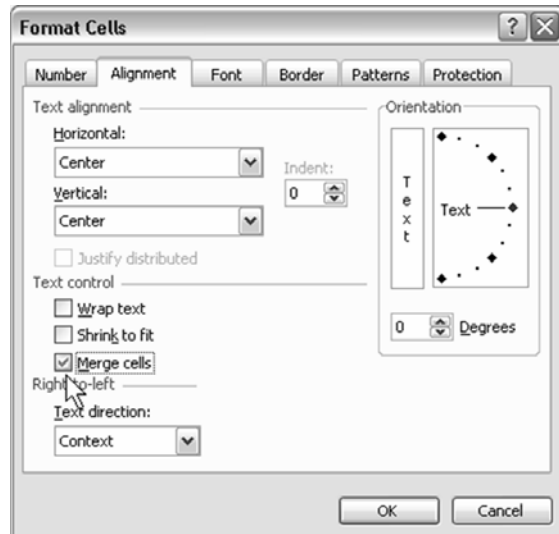 Format Cells
Number Alignment Font Border Patterns Protection
Text alignment
Horizontal:
Center
Indent:
0
Vertical:
Center
Justify distributed
Text control
Wrap text
Shrink to fit
Merge cells
Right-to-left
Text direction:
Context
Orientation
Text
Text
0 Degrees
OK Cancel